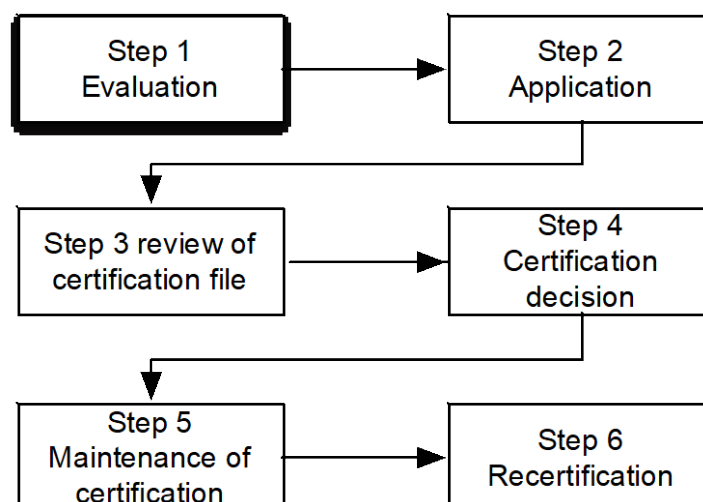 Step 1
Evaluation
Step 2
Application
Step 3 review of
certification file
Step 4
Certification
decision
Step 5
Maintenance of
certification
Step 6
Recertification